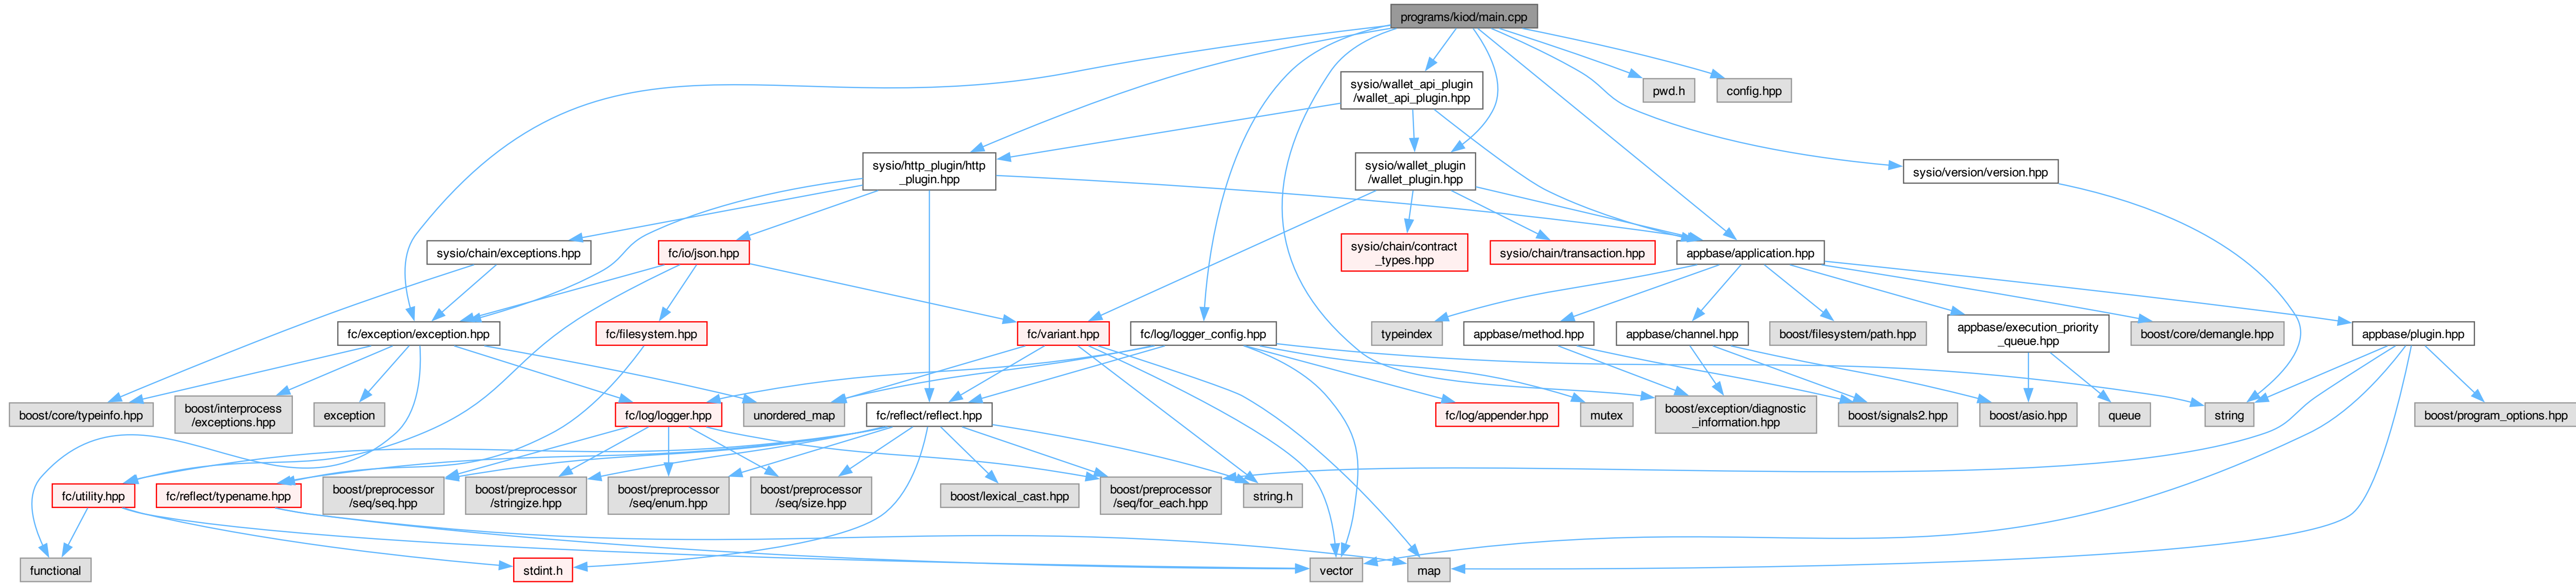 programs/kiod/main.cpp
sysio/wallet_api_plugin
/wallet_api_plugin.hpp
pwd.h
config.hpp
sysio/http_plugin/http
_plugin.hpp
sysio/wallet_plugin
/wallet_plugin.hpp
sysio/version/version.hpp
sysio/chain/exceptions.hpp
fc/io/json.hpp
sysio/chain/contract
_types.hpp
sysio/chain/transaction.hpp
appbase/application.hpp
fc/exception/exception.hpp
fc/filesystem.hpp
fc/variant.hpp
fc/log/logger_config.hpp
typeindex
appbase/method.hpp
appbase/channel.hpp
boost/filesystem/path.hpp
appbase/execution_priority
_queue.hpp
boost/core/demangle.hpp
appbase/plugin.hpp
boost/core/typeinfo.hpp
boost/interprocess
/exceptions.hpp
exception
fc/log/logger.hpp
unordered_map
fc/reflect/reflect.hpp
fc/log/appender.hpp
mutex
boost/exception/diagnostic
_information.hpp
boost/signals2.hpp
boost/asio.hpp
queue
string
boost/program_options.hpp
fc/utility.hpp
fc/reflect/typename.hpp
boost/preprocessor
/seq/seq.hpp
boost/preprocessor
/stringize.hpp
boost/preprocessor
/seq/enum.hpp
boost/preprocessor
/seq/size.hpp
boost/lexical_cast.hpp
boost/preprocessor
/seq/for_each.hpp
string.h
functional
stdint.h
vector
map